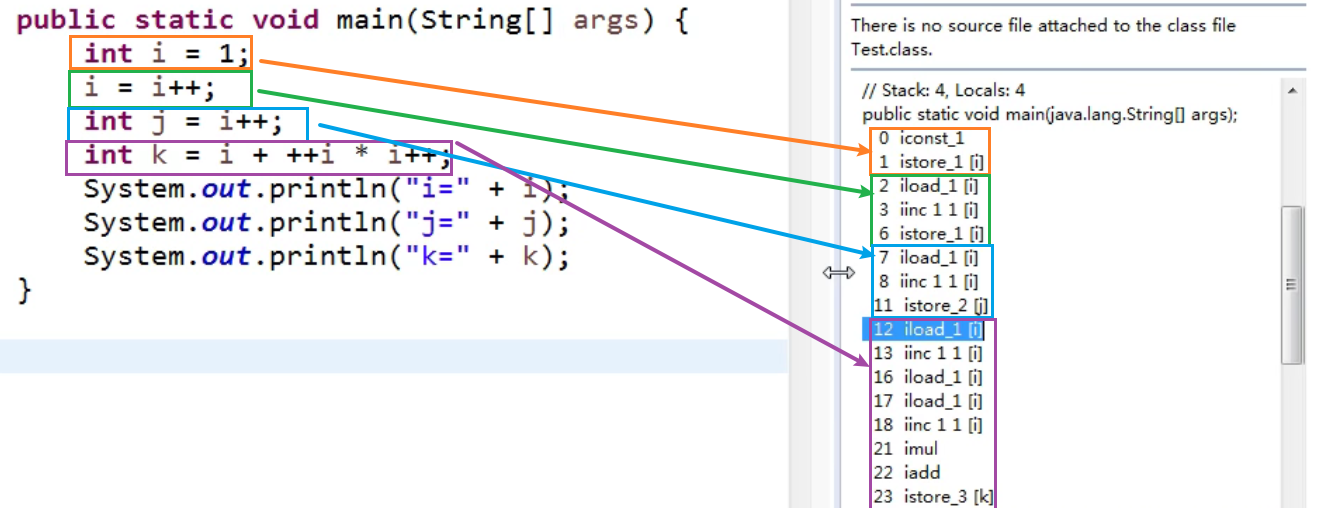 public static void main(String[] args) {
int i = 1;
i = i++;
int j = i++;
int k = i + ++i * i++;
System.out.println("i=" + i);
System.out.println("j=" + j);
System.out.println("k=" + k);
}
There is no source file attached to the class file
Test.class.
// Stack: 4, Locals: 4
public static void main(java.lang.String[] args);
0 iconst_1
1 istore_1 [i]
2 iload_1 [i]
3 iinc 1 1 [i]
6 istore_1 [i]
7 iload_1 [i]
8 iinc 1 1 [i]
11 istore_2 [j]
12 iload_1 [i]
13 iinc 1 1 [i]
16 iload_1 [i]
17 iload_1 [i]
18 iinc 1 1 [i]
21 imul
22 iadd
23 istore_3 [k]